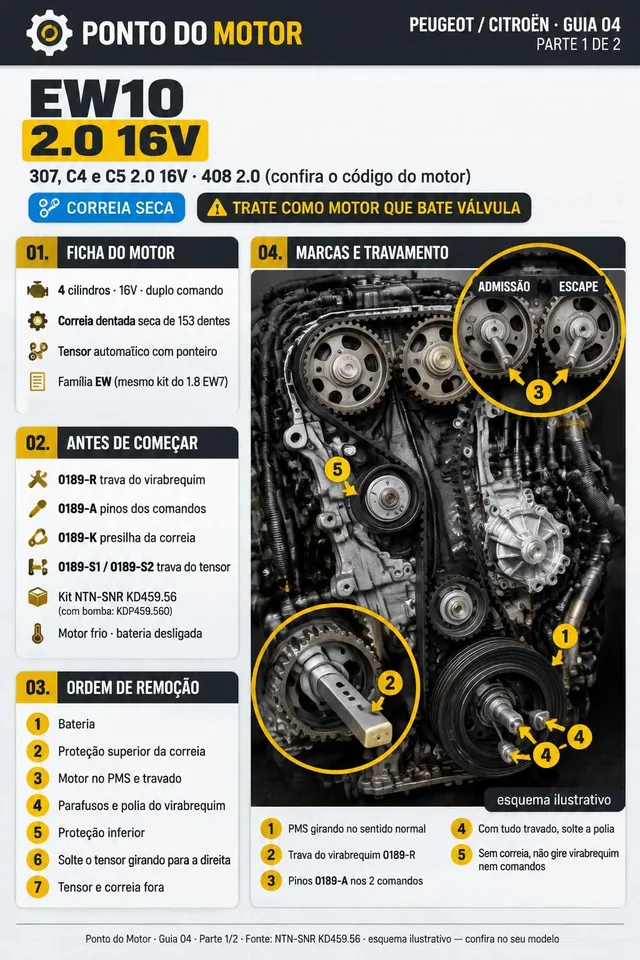 PONTO DO MOTOR
PEUGEOT / CITROËN · GUIA 04
PARTE 1 DE 2
EW10
2.0 16V
307, C4 e C5 2.0 16V · 408 2.0 (confira o código do motor)
CORREIA SECA
TRATE COMO MOTOR QUE BATE VÁLVULA
01. FICHA DO MOTOR
4 cilindros · 16V · duplo comando
Correia dentada seca de 153 dentes
Tensor automaïtico com ponteiro
Família EW (mesmo kit do 1.8 EW7)
02. ANTES DE COMEÇAR
0189-R trava do virabrequim
0189-A pinos dos comandos
0189-K presilha da correia
0189-S1 / 0189-S2 trava do tensor
Kit NTN-SNR KD459.56
(com bomba: KDP459.560)
Motor frio · bateria desligada
03. ORDEM DE REMOÇÃO
1 Bateria
2 Proteção superior da correia
3 Motor no PMS e travado
4 Parafusos e polia do virabrequim
5 Proteção inferior
6 Solte o tensor girando para a direita
7 Tensor e correia fora
04. MARCAS E TRAVAMENTO
ADMISSÃO
ESCAPE
3
5
1
2
4
4
esquema ilustrativo
1 PMS girando no sentido normal
2 Trava do virabrequim 0189-R
3 Pinos 0189-A nos 2 comandos
4 Com tudo travado, solte a polia
5 Sem correia, não gire virabrequim
nem comandos
Ponto do Motor · Guia 04 · Parte 1/2 · Fonte: NTN-SNR KD459.56 · esquema ilustrativo — confira no seu modelo